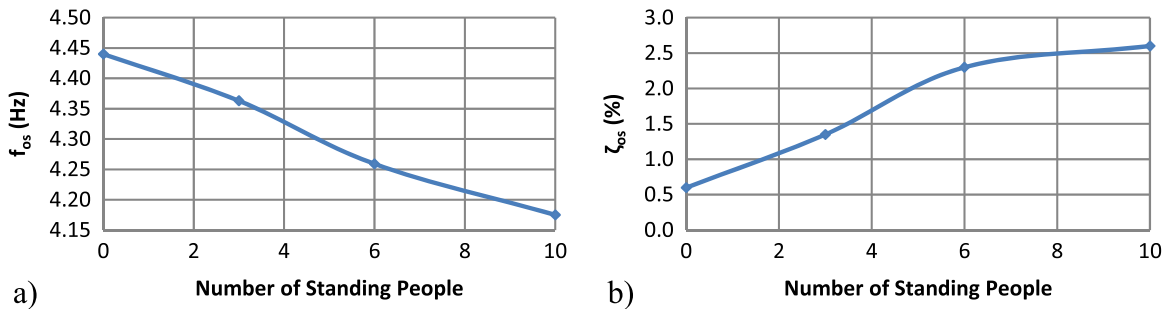 4.50
4.45
4.40
4.35
4.30
4.25
4.20
4.15
f_os (Hz)
0 2 4 6 8 10
Number of Standing People
a)
3.0
2.5
2.0
1.5
1.0
0.5
0.0
ζ_os (%)
0 2 4 6 8 10
Number of Standing People
b)